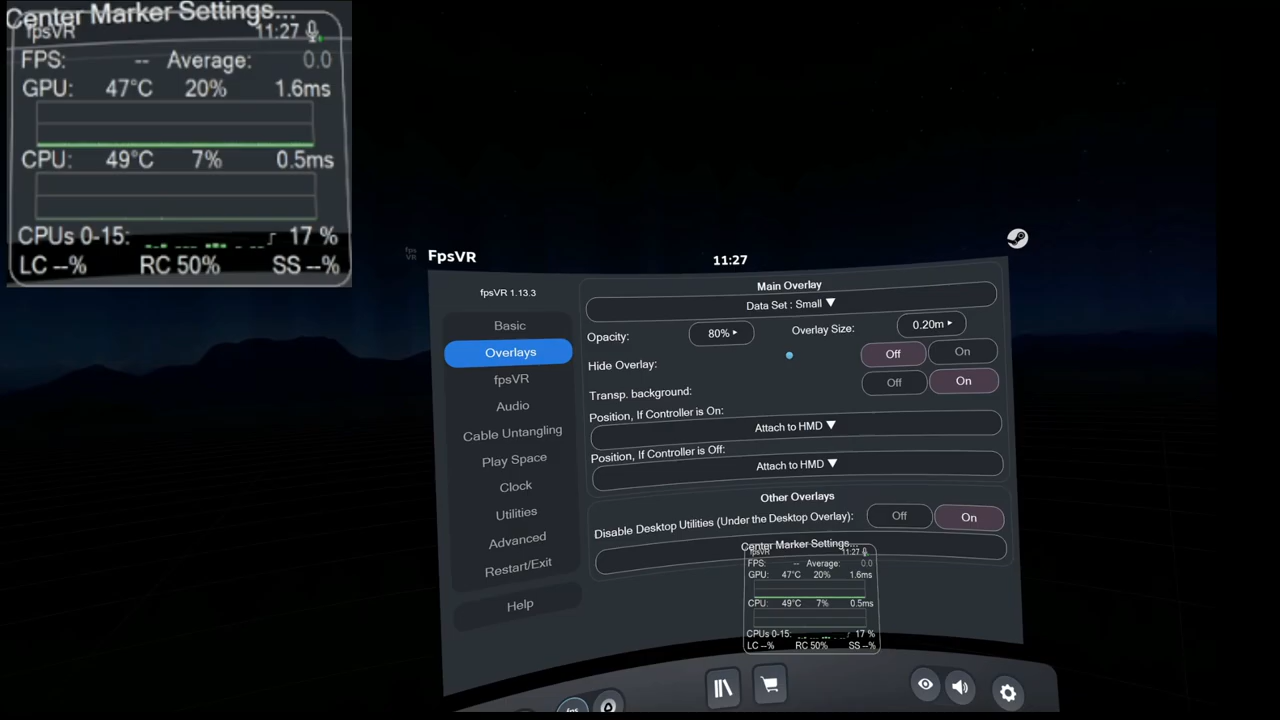 Center Marker Settings...
fpsVR 11:27
FPS: -- Average: 0.0
GPU: 47°C 20% 1.6ms
CPU: 49°C 7% 0.5ms
CPUs 0-15: 17 %
LC --% RC 50% SS --%
fps VR
FpsVR 11:27
fpsVR 1.13.3
Basic
Overlays
fpsVR
Audio
Cable Untangling
Play Space
Clock
Utilities
Advanced
Restart/Exit
Help
Main Overlay
Data Set : Small ▼
Opacity: 80% ▸ Overlay Size: 0.20m ▸
Hide Overlay: Off On
Transp. background: Off On
Position, If Controller is On:
Attach to HMD ▼
Position, If Controller is Off:
Attach to HMD ▼
Other Overlays
Disable Desktop Utilities (Under the Desktop Overlay): Off On
Center Marker Settings...
fpsVR 11:27
FPS: -- Average: 0.0
GPU: 47°C 20% 1.6ms
CPU: 49°C 7% 0.5ms
CPUs 0-15: 17 %
LC --% RC 50% SS --%
fps